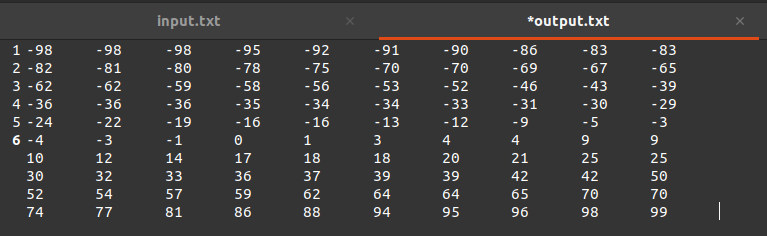 input.txt × *output.txt ×
1 -98 -98 -98 -95 -92 -91 -90 -86 -83 -83
2 -82 -81 -80 -78 -75 -70 -70 -69 -67 -65
3 -62 -62 -59 -58 -56 -53 -52 -46 -43 -39
4 -36 -36 -36 -35 -34 -34 -33 -31 -30 -29
5 -24 -22 -19 -16 -16 -13 -12 -9 -5 -3
6 -4 -3 -1 0 1 3 4 4 9 9
10 12 14 17 18 18 20 21 25 25
30 32 33 36 37 39 39 42 42 50
52 54 57 59 62 64 64 65 70 70
74 77 81 86 88 94 95 96 98 99